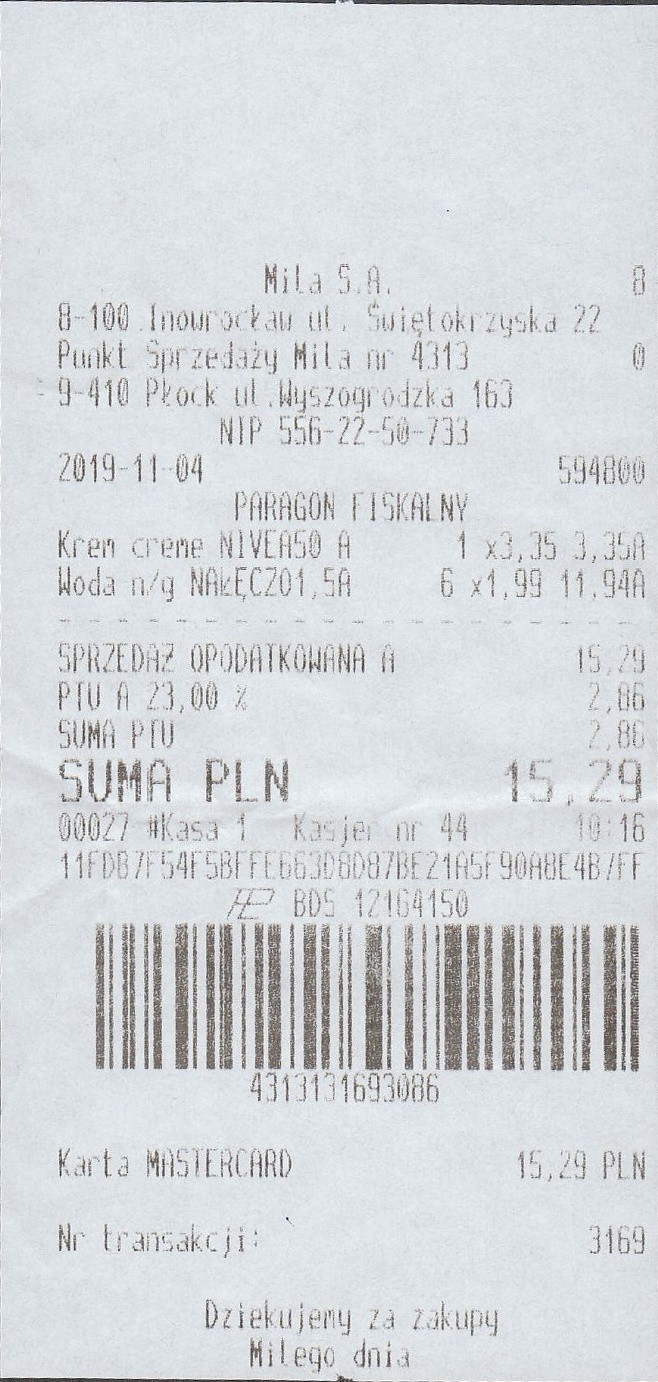 Mila S.A. 8
8-100 Inowrocław ul. Świętokrzyska 22
Punkt Sprzedaży Mila nr 4313 0
9-410 Płock ul.Wyszogrodzka 163
NIP 556-22-50-733
2019-11-04 594800
PARAGON FISKALNY
Krem creme NIVEA50 A 1 x3,35 3,35A
Woda n/g NAŁĘCZO1,5A 6 x1,99 11,94A
- - - - - - - - - - - - - - - - - - - -
SPRZEDAŻ OPODATKOWANA A 15,29
PTU A 23,00 % 2,86
SUMA PTU 2,86
SUMA PLN 15,29
00027 #Kasa 1 Kasjer nr 44 10:16
11FDB7F54F5BFFE663D8D87BE21A5F90A8E4B7FF
BDS 12164150
4313131693086
Karta MASTERCARD 15,29 PLN
Nr transakcji: 3169
Dziekujemy za zakupy
Milego dnia